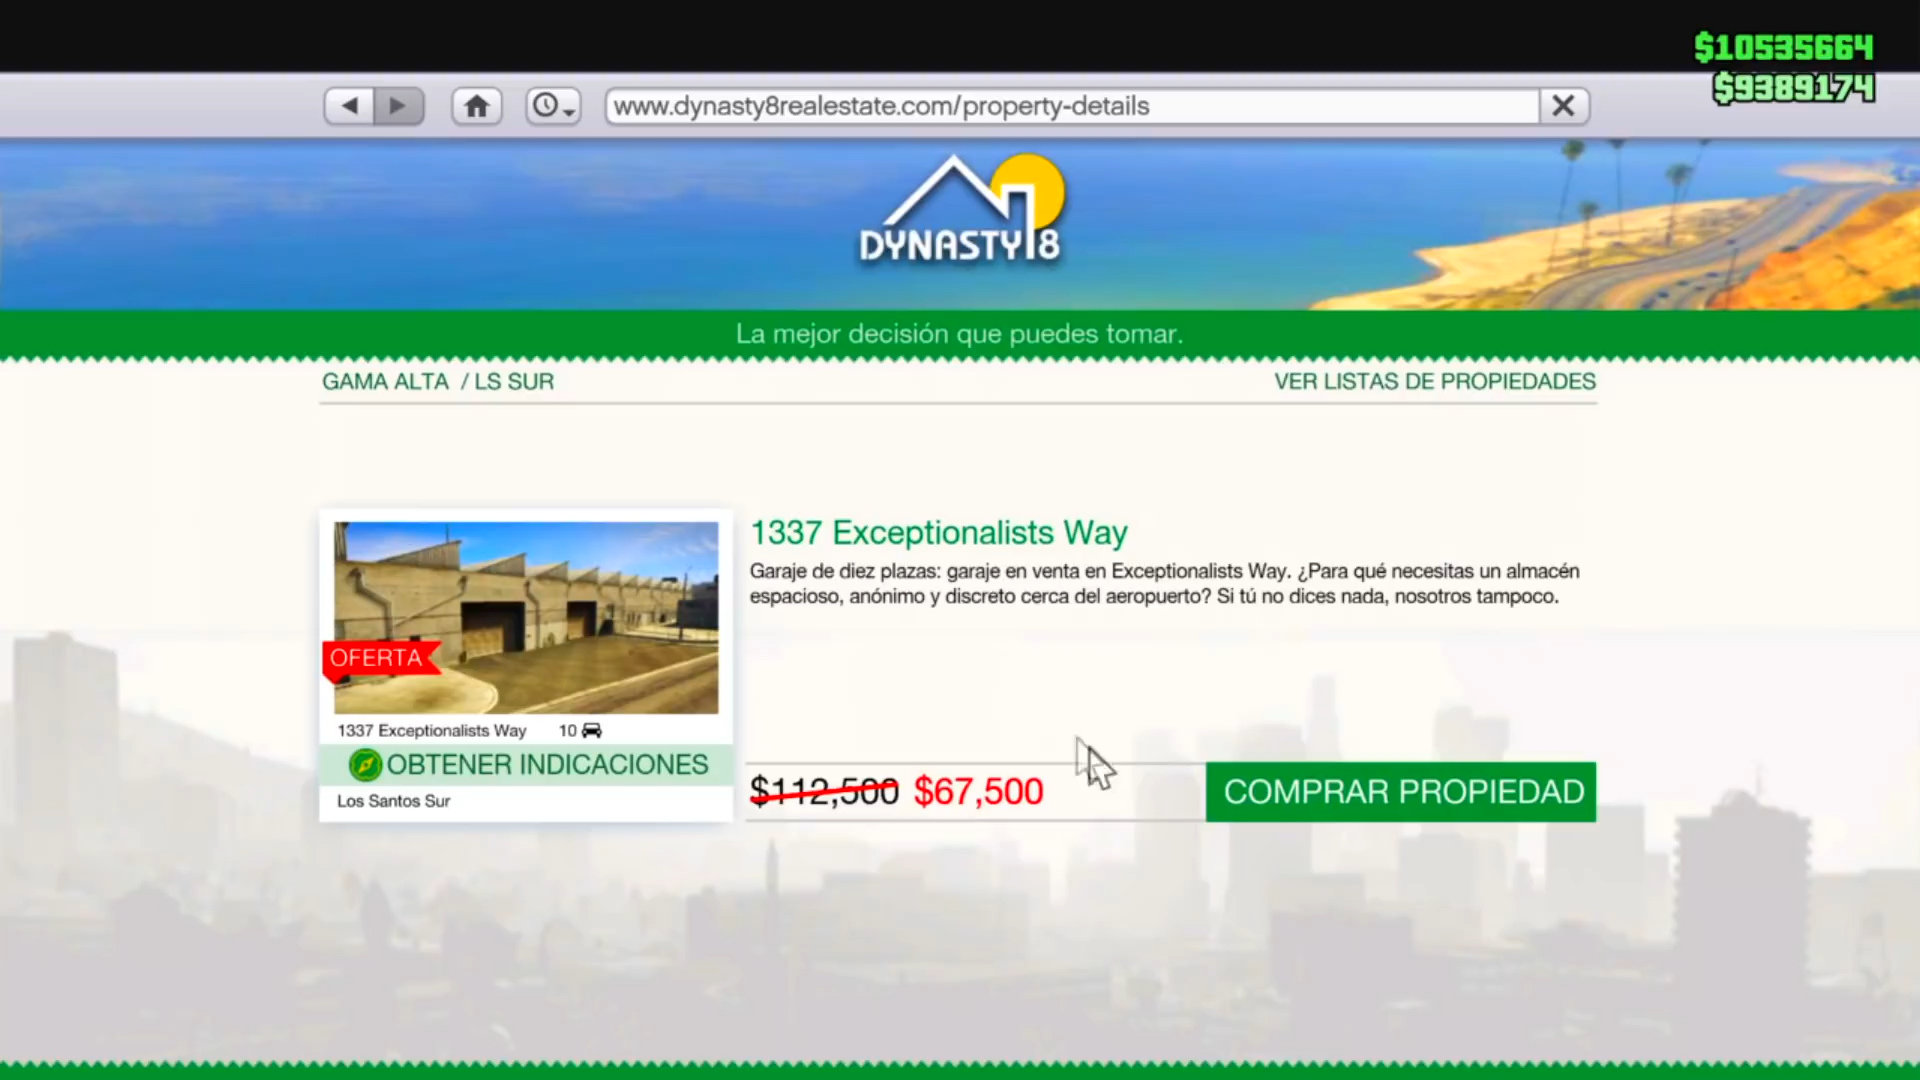 $10535664
$9389174
www.dynasty8realestate.com/property-details
DYNASTY8
La mejor decisión que puedes tomar.
GAMA ALTA / LS SUR
VER LISTAS DE PROPIEDADES
OFERTA
1337 Exceptionalists Way 10
OBTENER INDICACIONES
Los Santos Sur
1337 Exceptionalists Way
Garaje de diez plazas: garaje en venta en Exceptionalists Way. ¿Para qué necesitas un almacén
espacioso, anónimo y discreto cerca del aeropuerto? Si tú no dices nada, nosotros tampoco.
$112,500 $67,500
COMPRAR PROPIEDAD